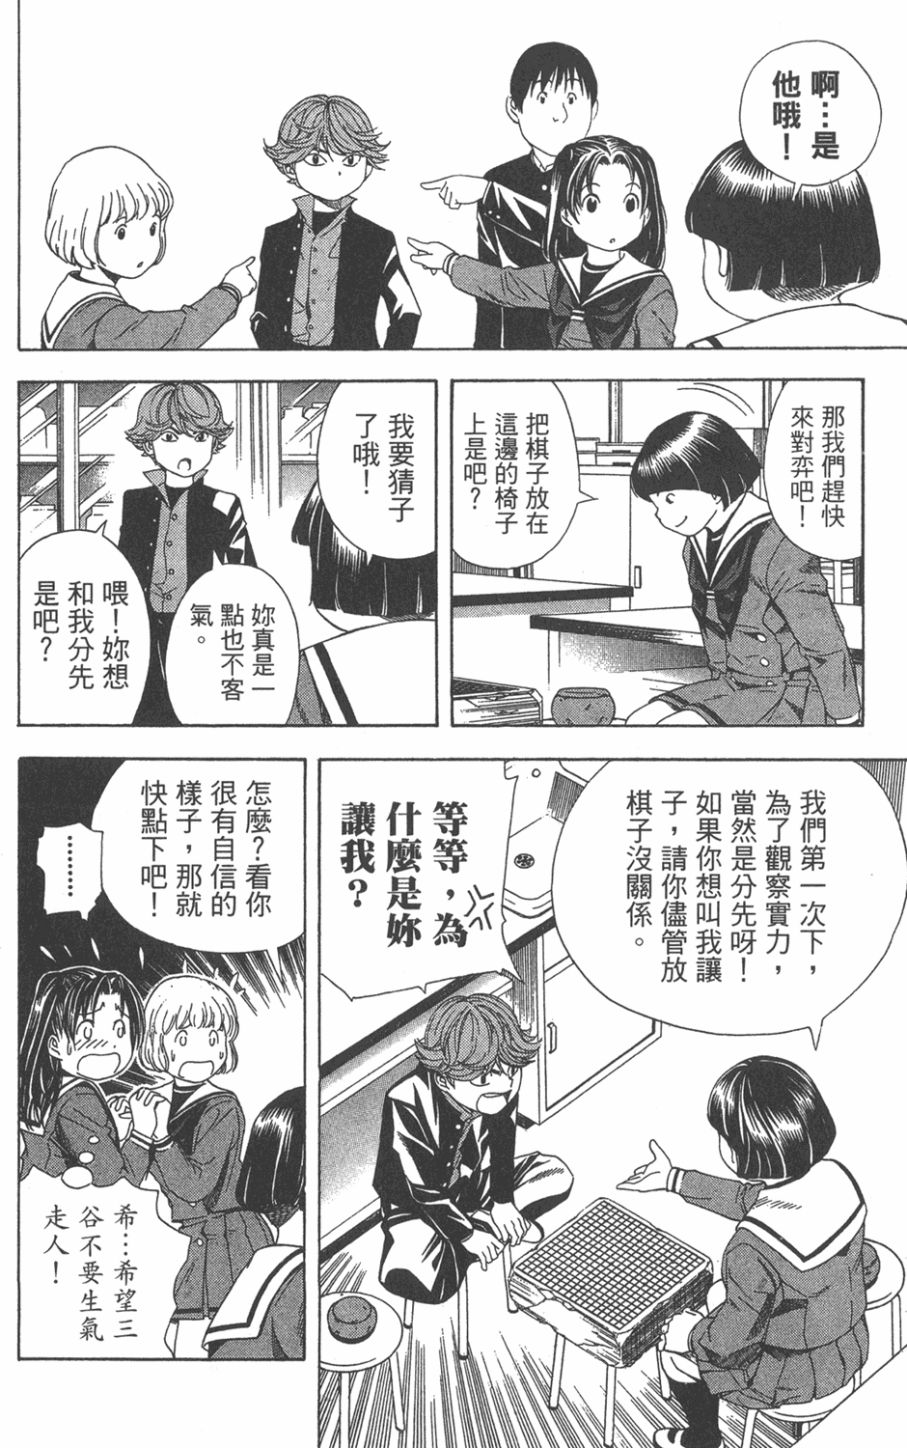 啊…是
他哦！
那我們趕快
來對弈吧！
把棋子放在
這邊的椅子
上是吧？
我要猜子
了哦！
妳真是一
點也不客
氣。
喂！妳想
和我分先
是吧？
我們第一次下，
為了觀察實力，
當然是分先呀！
如果你想叫我讓
子，請你儘管放
棋子沒關係。
等等，為
什麼是妳
讓我？
怎麼？看你
很有自信的
樣子，那就
快點下吧！
………
希…希望三
谷不要生氣
走人！